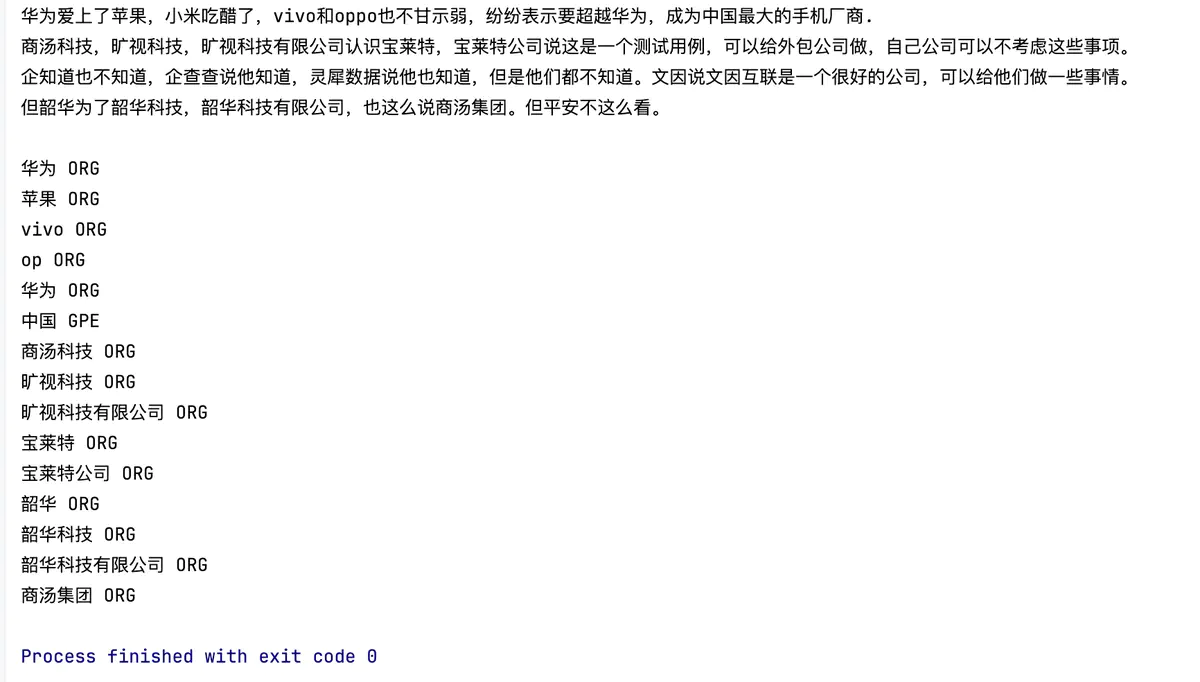 华为爱上了苹果，小米吃醋了，vivo和oppo也不甘示弱，纷纷表示要超越华为，成为中国最大的手机厂商.
商汤科技，旷视科技，旷视科技有限公司认识宝莱特，宝莱特公司说这是一个测试用例，可以给外包公司做，自己公司可以不考虑这些事项。
企知道也不知道，企查查说他知道，灵犀数据说他也知道，但是他们都不知道。文因说文因互联是一个很好的公司，可以给他们做一些事情。
但韶华为了韶华科技，韶华科技有限公司，也这么说商汤集团。但平安不这么看。
华为 ORG
苹果 ORG
vivo ORG
op ORG
华为 ORG
中国 GPE
商汤科技 ORG
旷视科技 ORG
旷视科技有限公司 ORG
宝莱特 ORG
宝莱特公司 ORG
韶华 ORG
韶华科技 ORG
韶华科技有限公司 ORG
商汤集团 ORG
Process finished with exit code 0